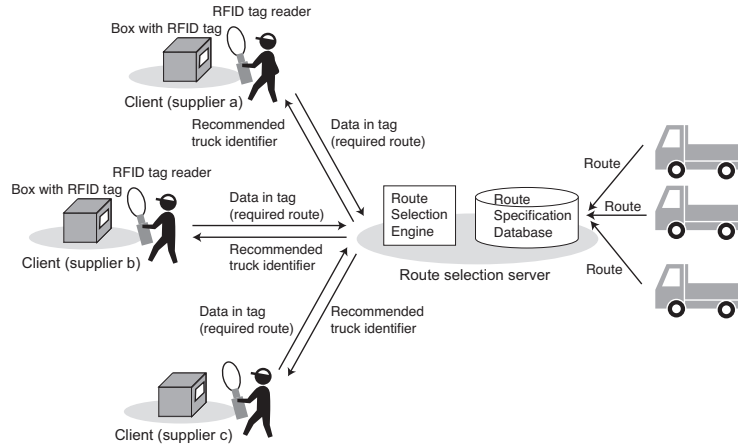 RFID tag reader
Box with RFID tag
Client (supplier a)
Recommended
truck identifier
Data in tag
(required route)
RFID tag reader
Box with RFID tag
Client (supplier b)
Data in tag
(required route)
Recommended
truck identifier
Route
Selection
Engine
Route
Specification
Database
Route selection server
Route
Route
Route
Data in tag
(required route)
Recommended
truck identifier
Client (supplier c)